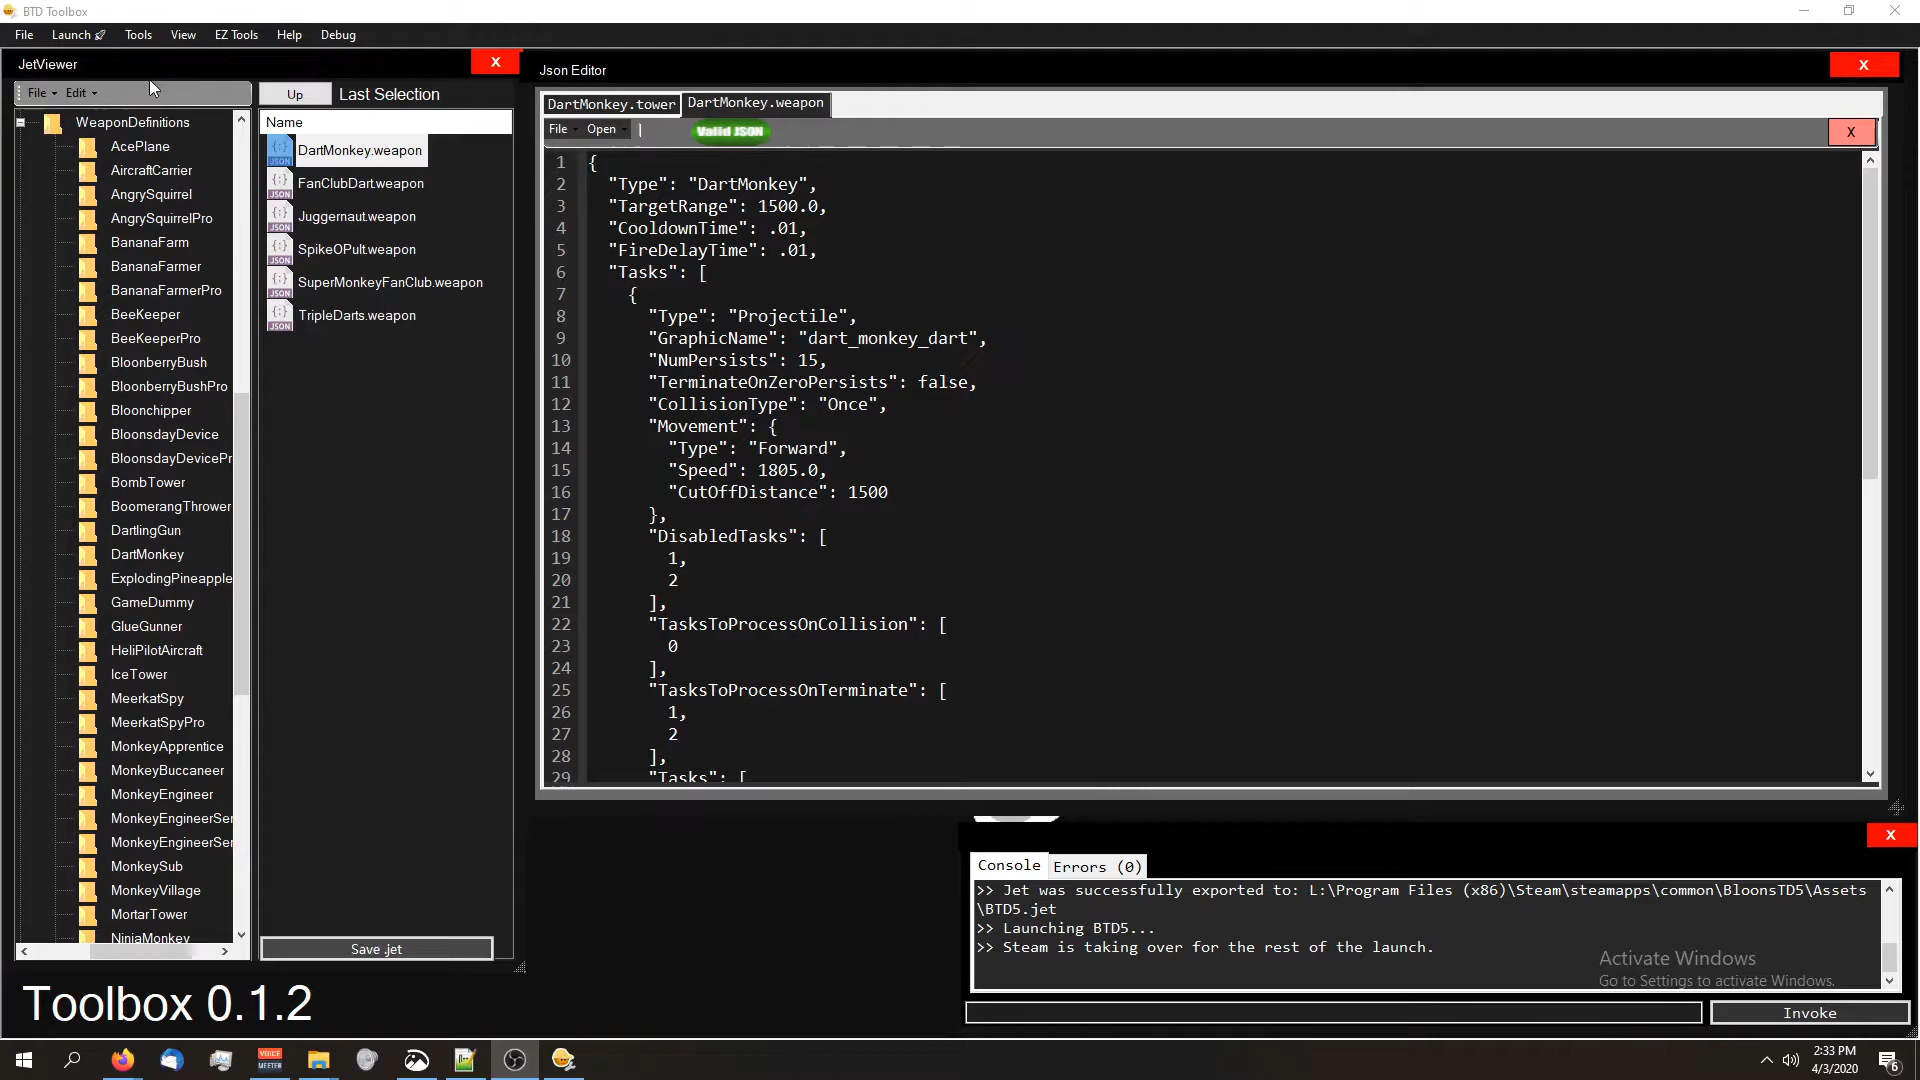 BTD Toolbox
File Launch Tools View EZ Tools Help Debug
JetViewer
X
File Edit
WeaponDefinitions
AcePlane
AircraftCarrier
AngrySquirrel
AngrySquirrelPro
BananaFarm
BananaFarmer
BananaFarmerPro
BeeKeeper
BeeKeeperPro
BloonberryBush
BloonberryBushPro
Bloonchipper
BloonsdayDevice
BloonsdayDevicePr
BombTower
BoomerangThrower
DartlingGun
DartMonkey
ExplodingPineapple
GameDummy
GlueGunner
HeliPilotAircraft
IceTower
MeerkatSpy
MeerkatSpyPro
MonkeyApprentice
MonkeyBuccaneer
MonkeyEngineer
MonkeyEngineerSer
MonkeyEngineerSer
MonkeySub
MonkeyVillage
MortarTower
NinjaMonkey
Up Last Selection
Name
DartMonkey.weapon
FanClubDart.weapon
Juggernaut.weapon
SpikeOPult.weapon
SuperMonkeyFanClub.weapon
TripleDarts.weapon
Save .jet
Toolbox 0.1.2
Json Editor
X
DartMonkey.tower DartMonkey.weapon
File Open Valid JSON X
1 {
2 "Type": "DartMonkey",
3 "TargetRange": 1500.0,
4 "CooldownTime": .01,
5 "FireDelayTime": .01,
6 "Tasks": [
7 {
8 "Type": "Projectile",
9 "GraphicName": "dart_monkey_dart",
10 "NumPersists": 15,
11 "TerminateOnZeroPersists": false,
12 "CollisionType": "Once",
13 "Movement": {
14 "Type": "Forward",
15 "Speed": 1805.0,
16 "CutOffDistance": 1500
17 },
18 "DisabledTasks": [
19 1,
20 2
21 ],
22 "TasksToProcessOnCollision": [
23 0
24 ],
25 "TasksToProcessOnTerminate": [
26 1,
27 2
28 ],
29 "Tasks": [
X
Console Errors (0)
>> Jet was successfully exported to: L:\Program Files (x86)\Steam\steamapps\common\BloonsTD5\Assets
\BTD5.jet
>> Launching BTD5...
>> Steam is taking over for the rest of the launch.
Activate Windows
Go to Settings to activate Windows.
Invoke
VOICE
MEETER
2:33 PM
4/3/2020
6